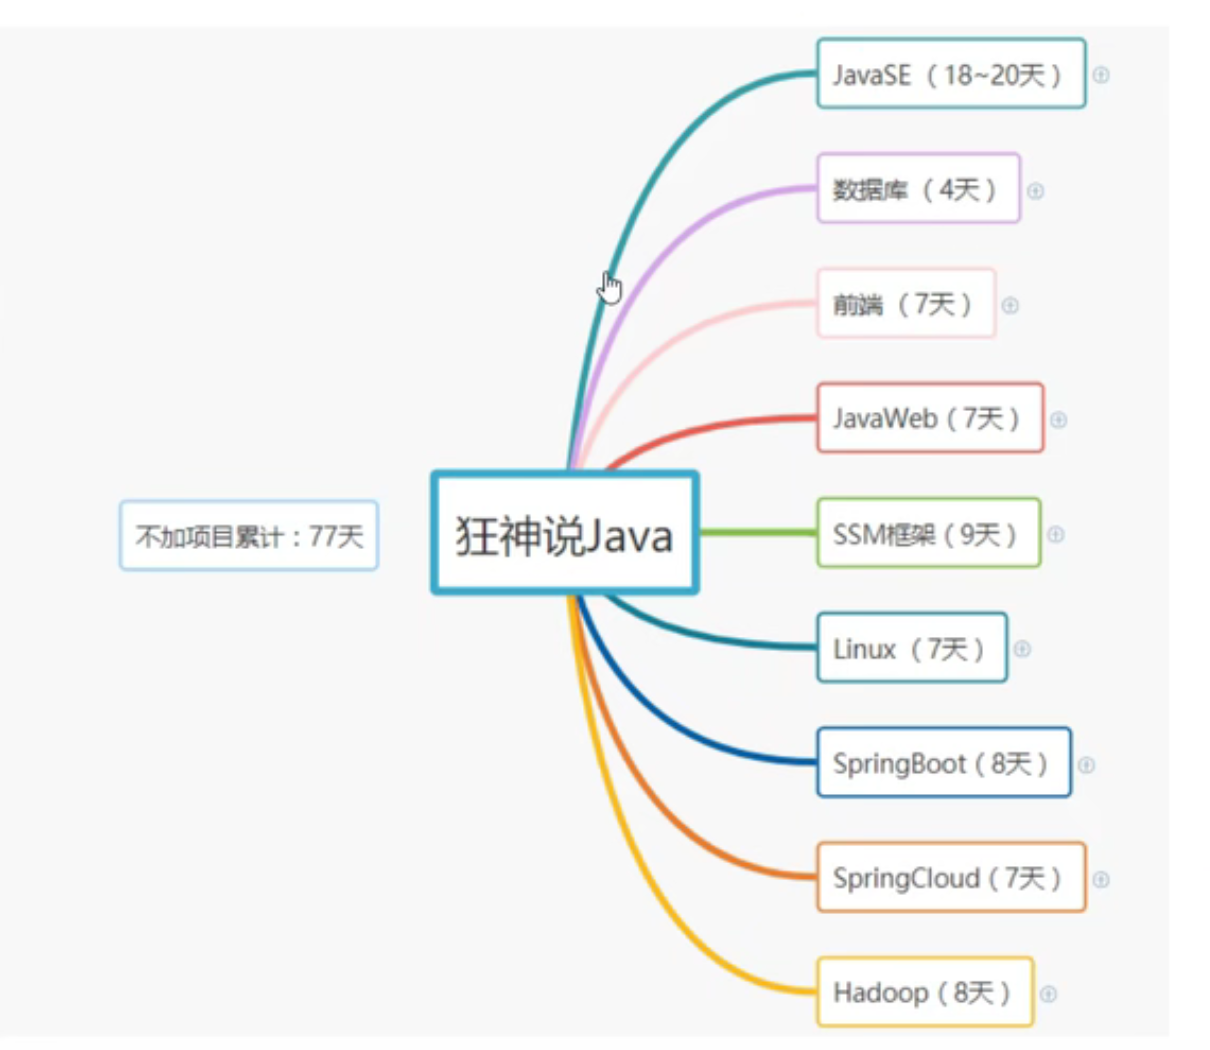 JavaSE（18~20天）
数据库（4天）
前端（7天）
JavaWeb（7天）
不加项目累计：77天
狂神说Java
SSM框架（9天）
Linux（7天）
SpringBoot（8天）
SpringCloud（7天）
Hadoop（8天）